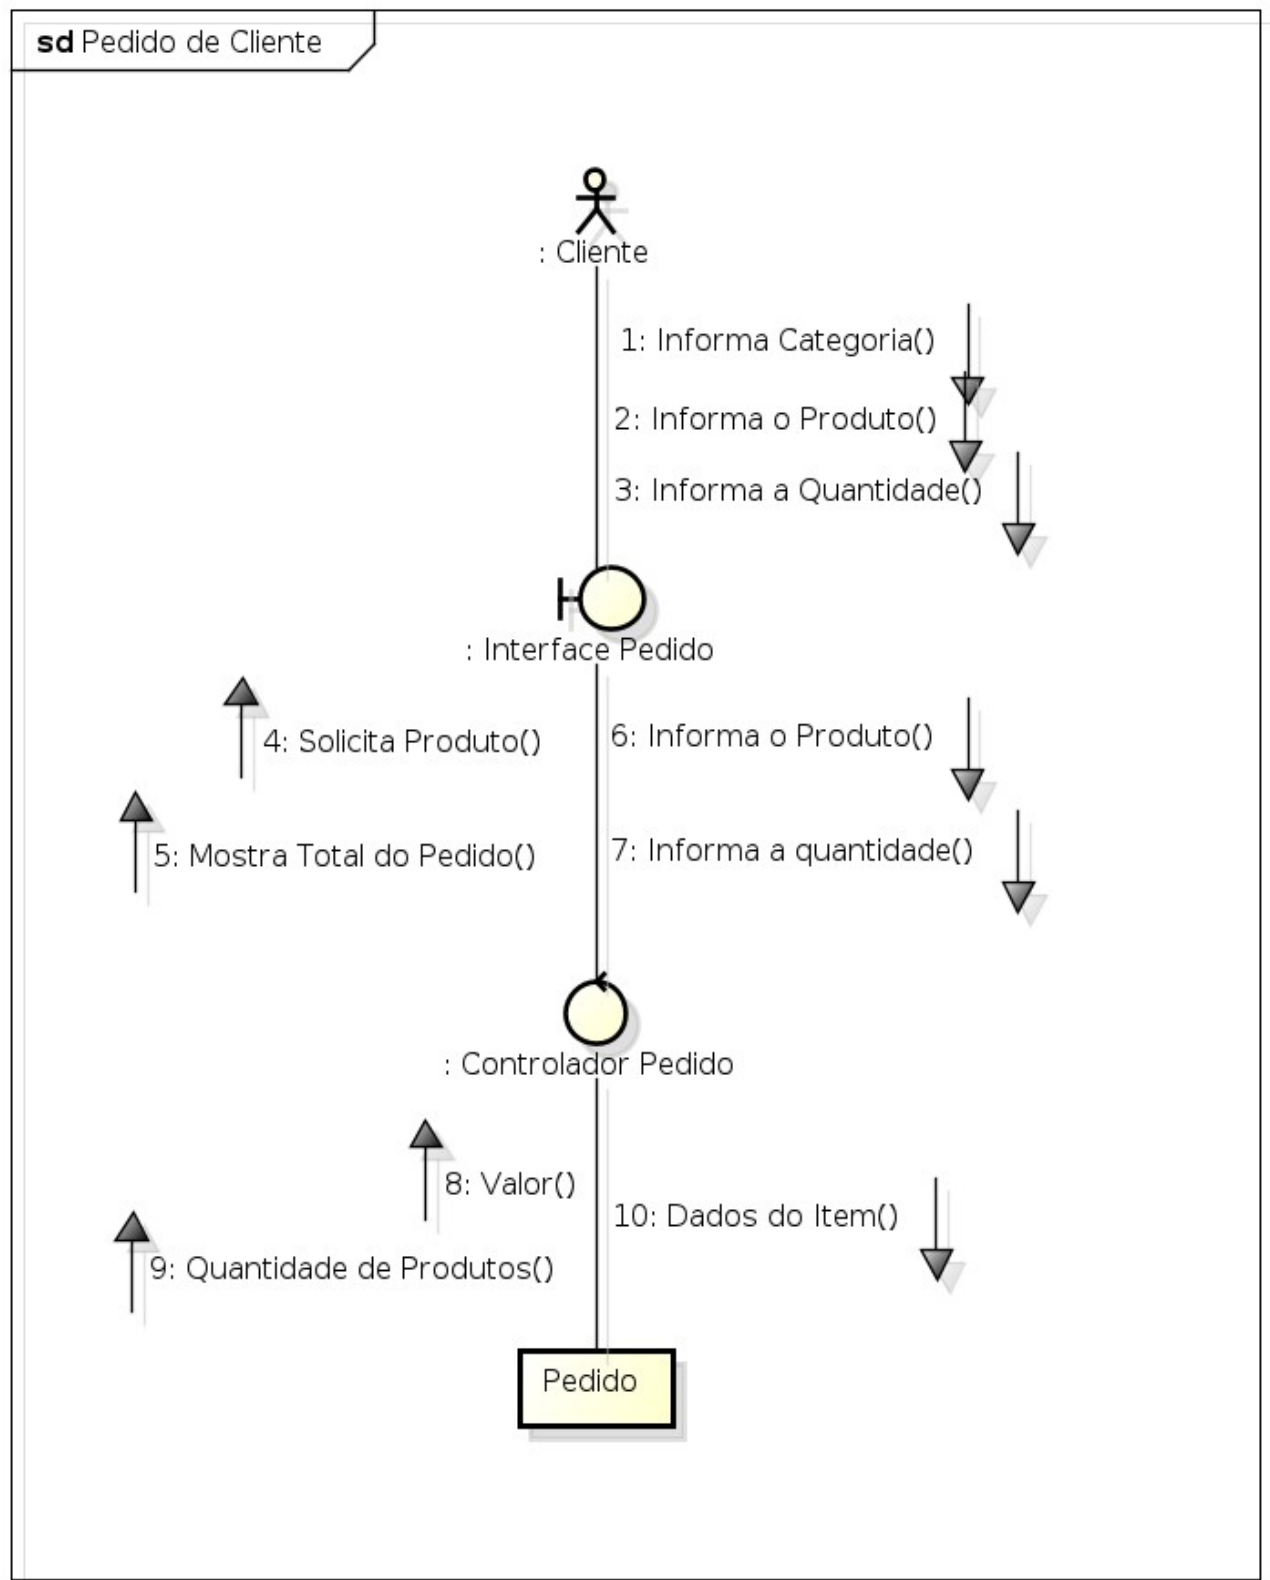 sd Pedido de Cliente
: Cliente
1: Informa Categoria()
2: Informa o Produto()
3: Informa a Quantidade()
: Interface Pedido
4: Solicita Produto()
6: Informa o Produto()
5: Mostra Total do Pedido()
7: Informa a quantidade()
: Controlador Pedido
8: Valor()
10: Dados do Item()
9: Quantidade de Produtos()
Pedido